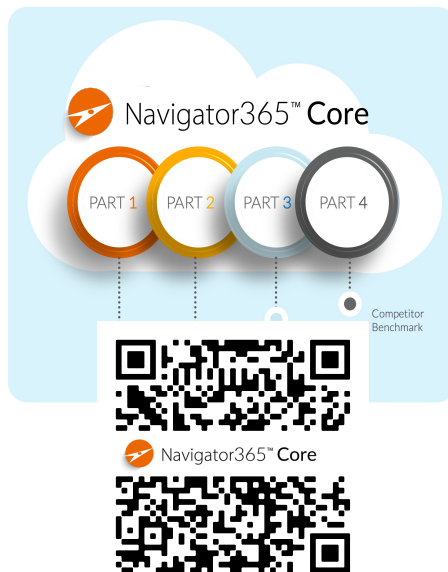 Navigator365™ Core
PART 1 PART 2 PART 3 PART 4
Competitor
Benchmark
Navigator365™ Core